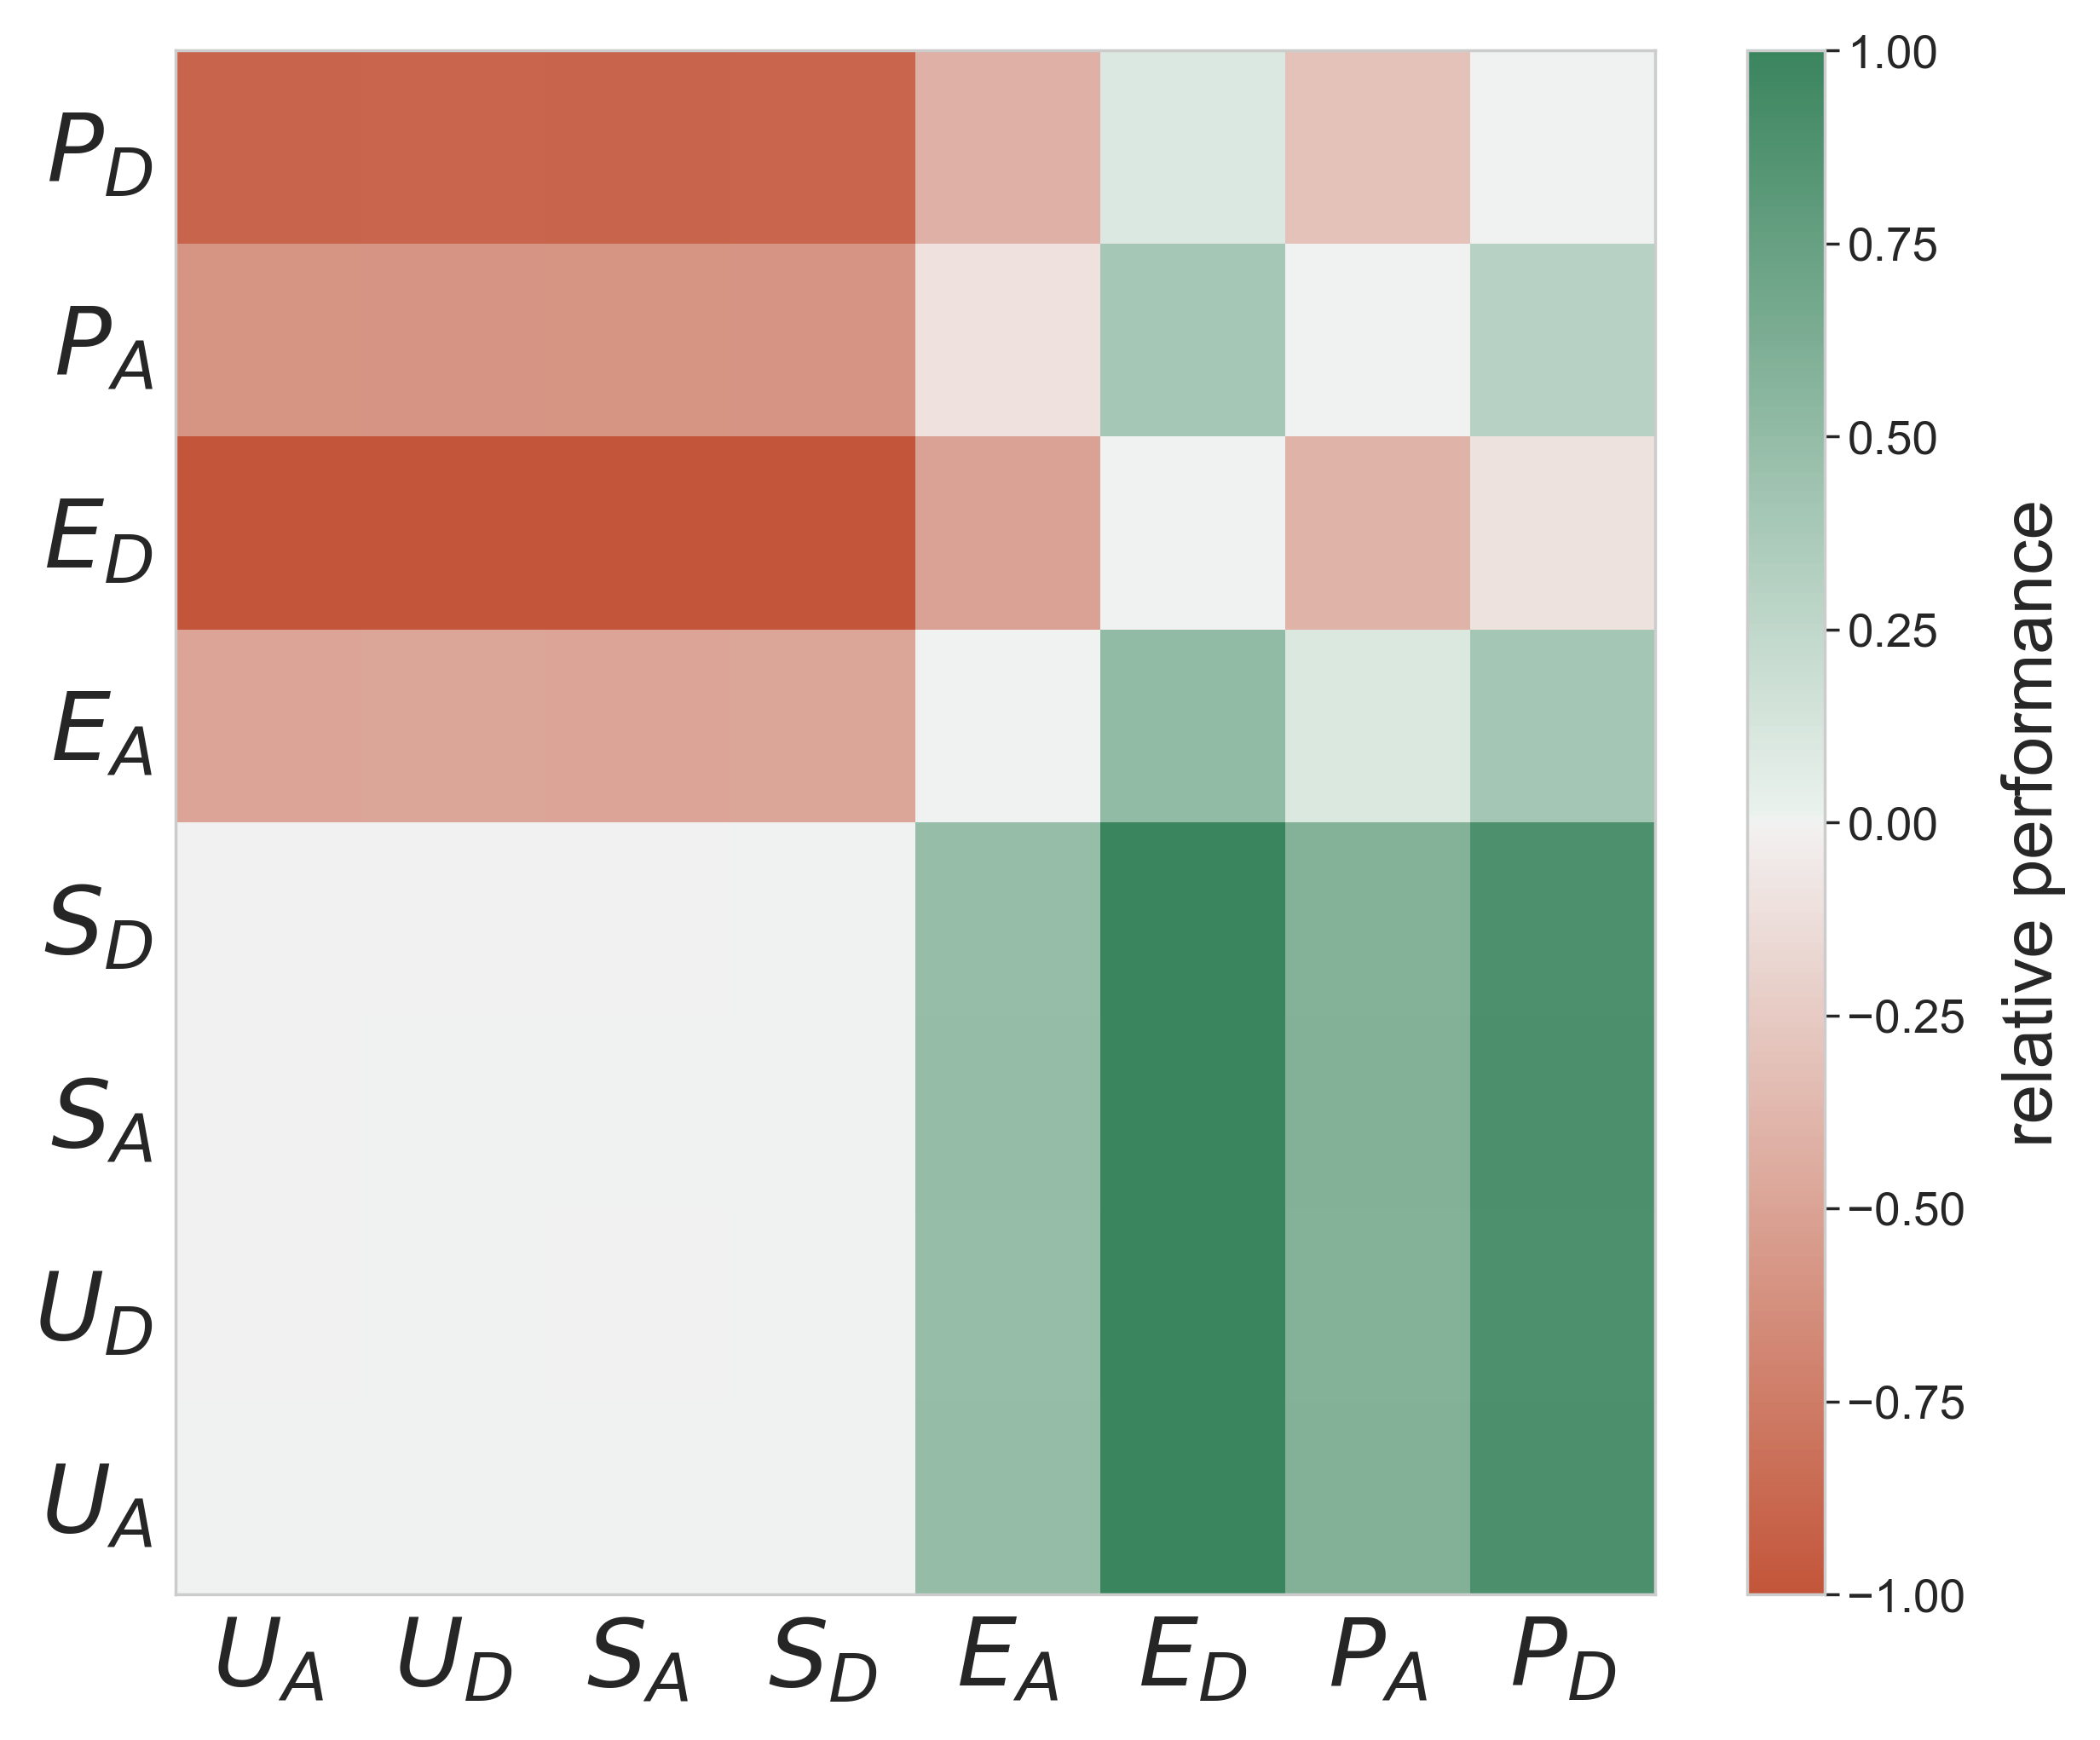 P_D
P_A
E_D
E_A
S_D
S_A
U_D
U_A
U_A U_D S_A S_D E_A E_D P_A P_D
1.00
0.75
0.50
0.25
0.00
−0.25
−0.50
−0.75
−1.00
relative performance